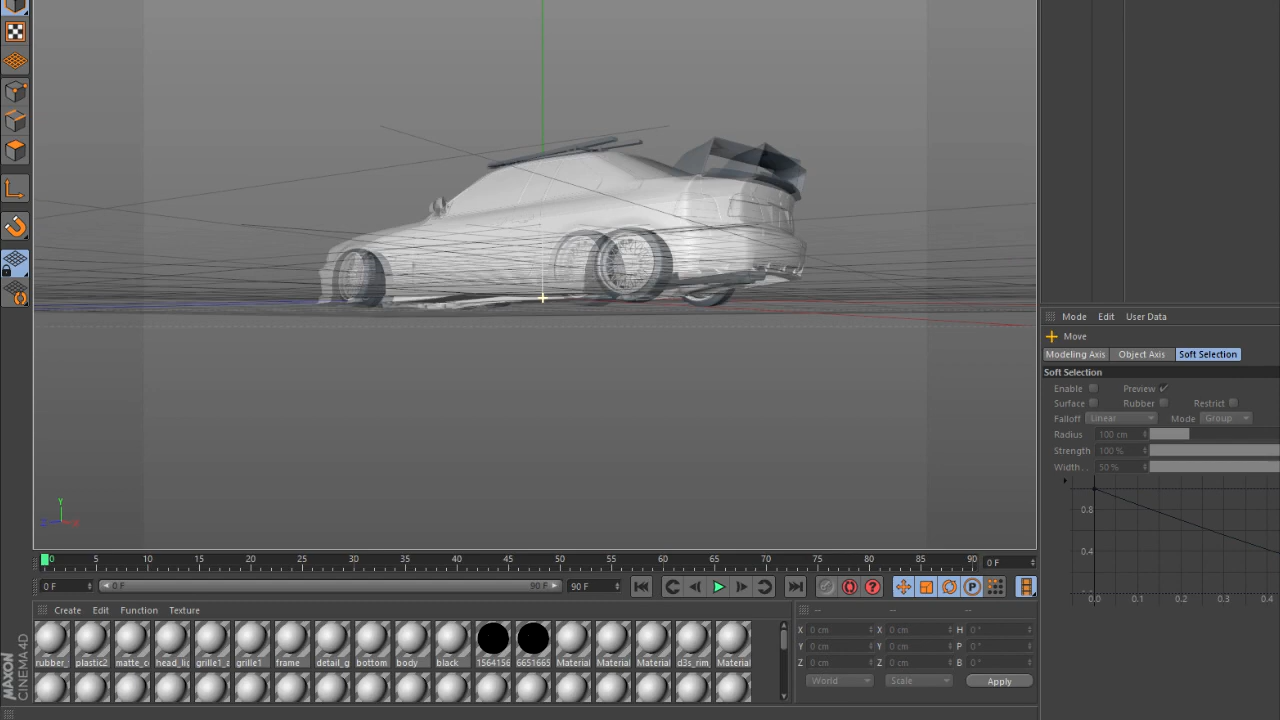 Mode Edit User Data
Move
Modeling Axis Object Axis Soft Selection
Soft Selection
Enable Preview
Surface Rubber Restrict
Falloff Linear Mode Group
Radius 100 cm
Strength 100 %
Width . . 50 %
0.8
0.4
0.0 0.1 0.2 0.3 0.4
Y
0 5 10 15 20 25 30 35 40 45 50 55 60 65 70 75 80 85 90 0 F
0 F 0 F 90 F 90 F
Create Edit Function Texture
rubber_ plastic2 matte_c head_lig grille1_a grille1 frame detail_g bottom body black 1564156 6651665 Material Material Material d3s_rim_ Material
-- -- --
X 0 cm X 0 cm H 0 °
Y 0 cm Y 0 cm P 0 °
Z 0 cm Z 0 cm B 0 °
World Scale Apply
MAXON
CINEMA4D